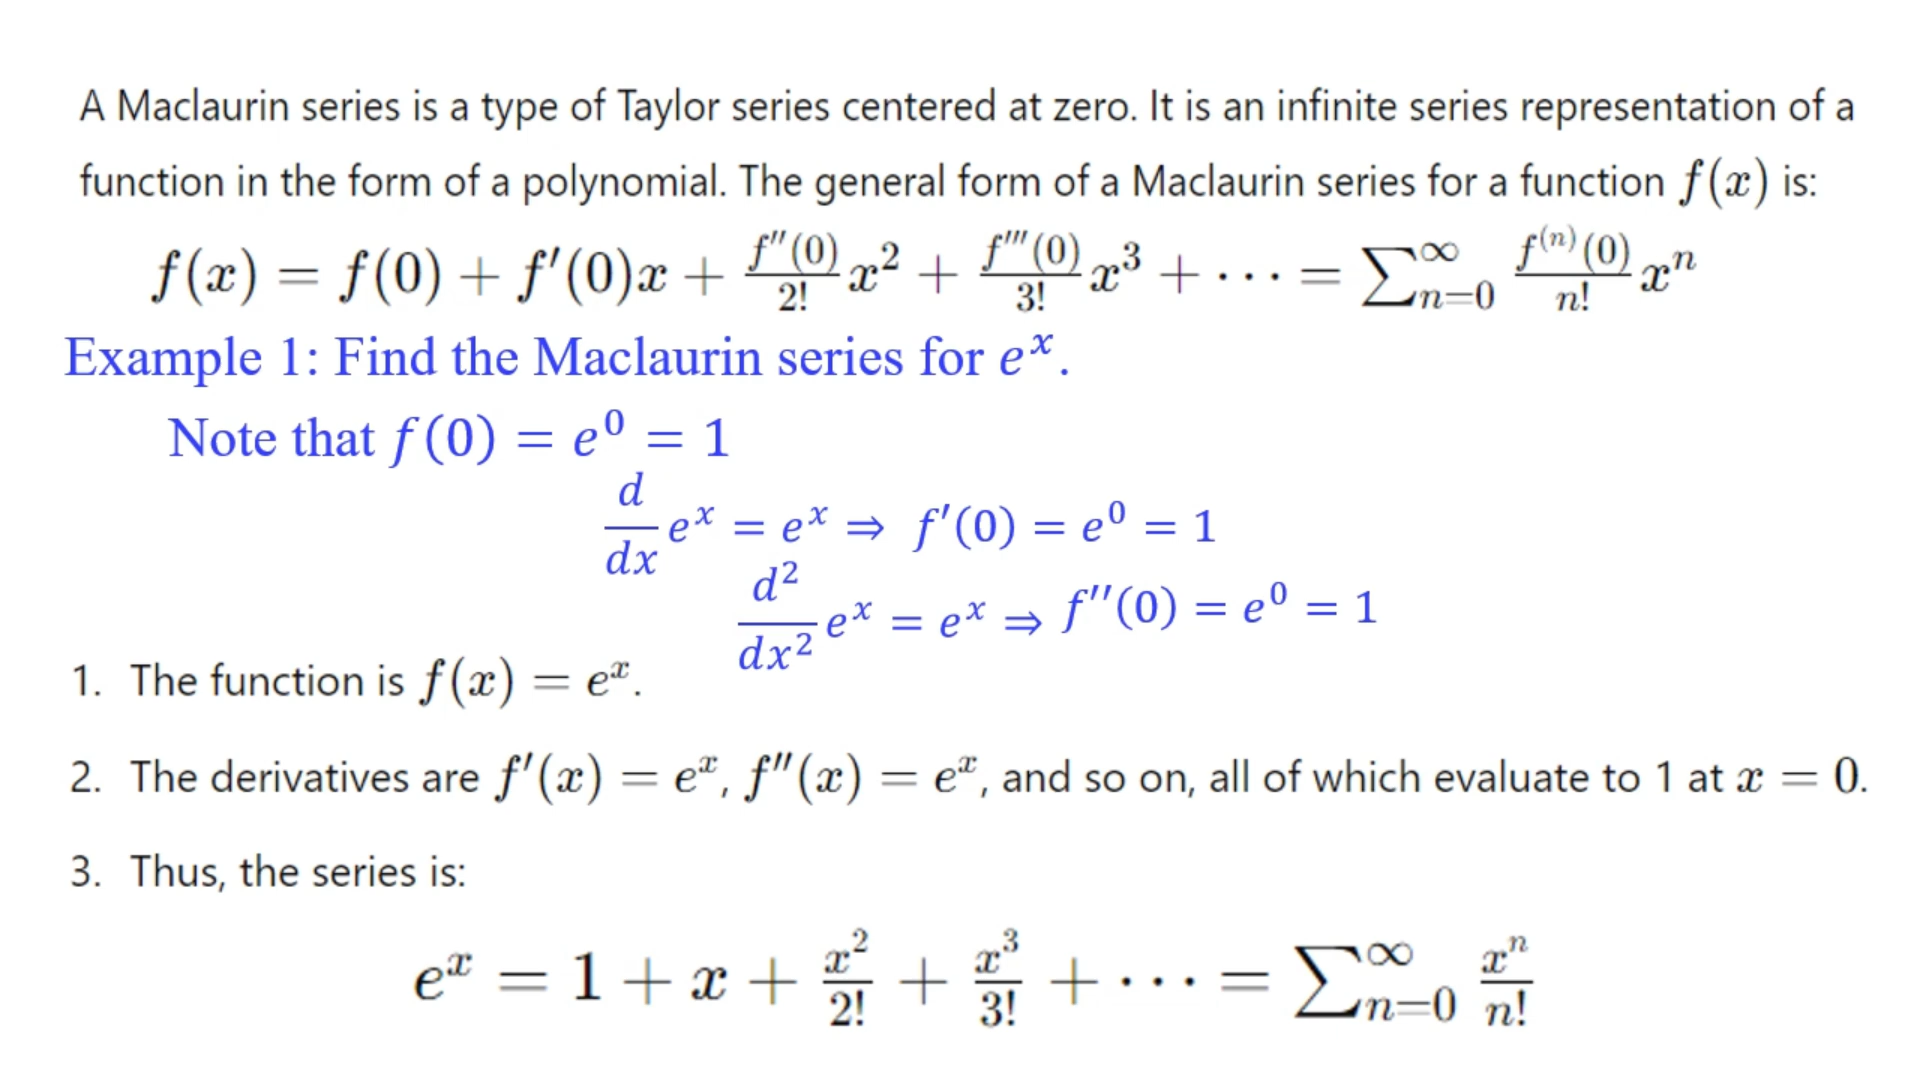 A Maclaurin series is a type of Taylor series centered at zero. It is an infinite series representation of a
function in the form of a polynomial. The general form of a Maclaurin series for a function f(x) is:
f(x) = f(0) + f′(0)x + f″(0)/2! x² + f‴(0)/3! x³ + ⋯ = ∑_{n=0}^{∞} f⁽ⁿ⁾(0)/n! xⁿ
Example 1: Find the Maclaurin series for eˣ.
Note that f(0) = e⁰ = 1
d/dx eˣ = eˣ ⇒ f′(0) = e⁰ = 1
d²/dx² eˣ = eˣ ⇒ f″(0) = e⁰ = 1
1. The function is f(x) = eˣ.
2. The derivatives are f′(x) = eˣ, f″(x) = eˣ, and so on, all of which evaluate to 1 at x = 0.
3. Thus, the series is:
eˣ = 1 + x + x²/2! + x³/3! + ⋯ = ∑_{n=0}^{∞} xⁿ/n!